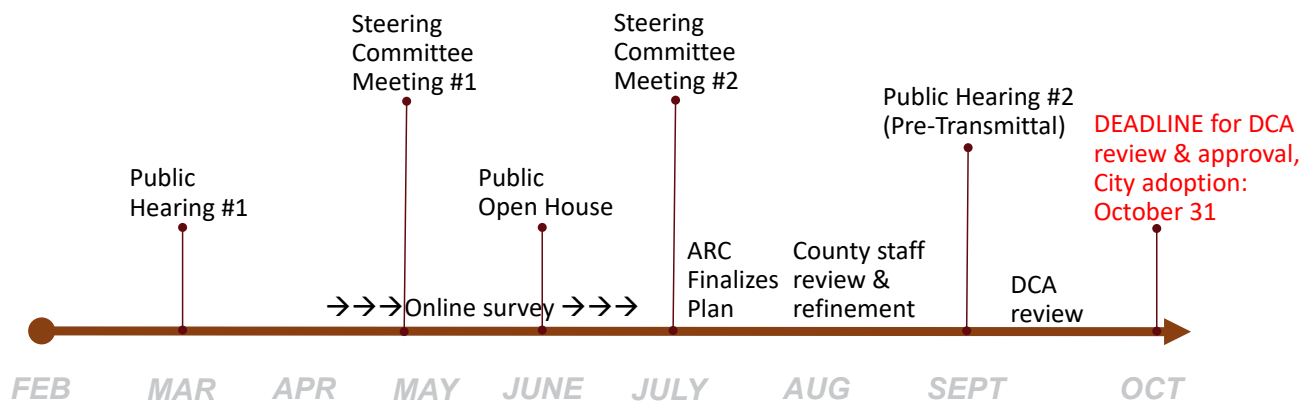 Steering
Committee
Meeting #1
Steering
Committee
Meeting #2
Public Hearing #2
(Pre-Transmittal)
DEADLINE for DCA
review & approval,
City adoption:
October 31
Public
Hearing #1
Public
Open House
ARC
Finalizes
Plan
County staff
review &
refinement
DCA
review
→→→Online survey →→→
FEB MAR APR MAY JUNE JULY AUG SEPT OCT